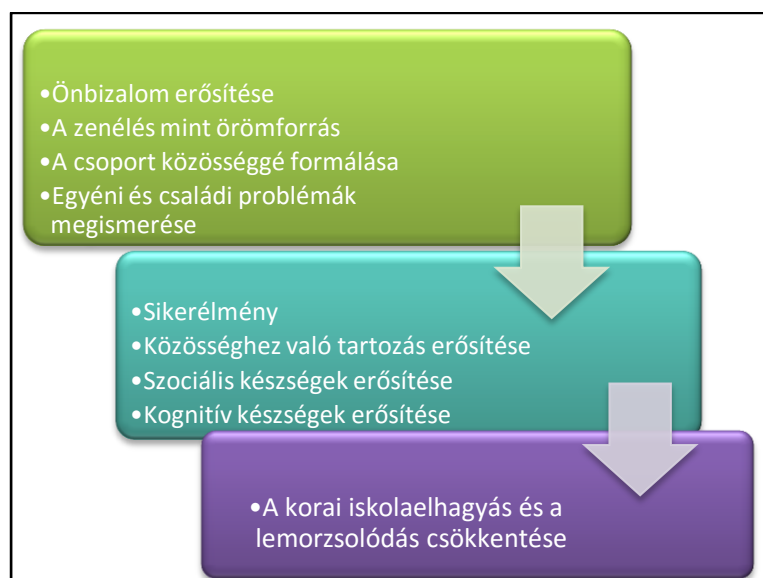 •Önbizalom erősítése
•A zenélés mint örömforrás
•A csoport közösséggé formálása
•Egyéni és családi problémák
megismerése
•Sikerélmény
•Közösséghez való tartozás erősítése
•Szociális készségek erősítése
•Kognitív készségek erősítése
•A korai iskolaelhagyás és a
lemorzsolódás csökkentése